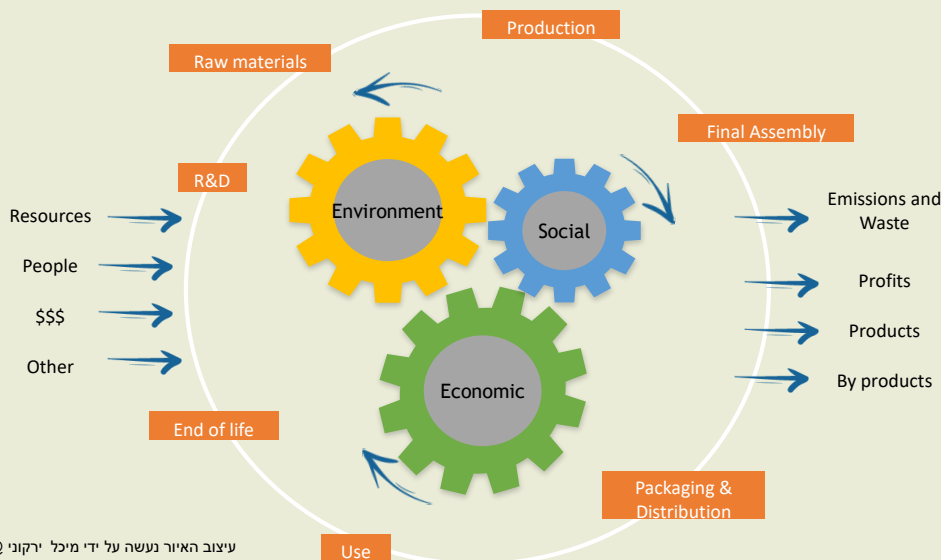 Production
Raw materials
Final Assembly
R&D
Environment
Social
Resources
People
$$$
Other
Emissions and
Waste
Profits
Products
By products
Economic
End of life
Packaging &
Distribution
Use
עיצוב האיור נעשה על ידי מיכל ירקוני @